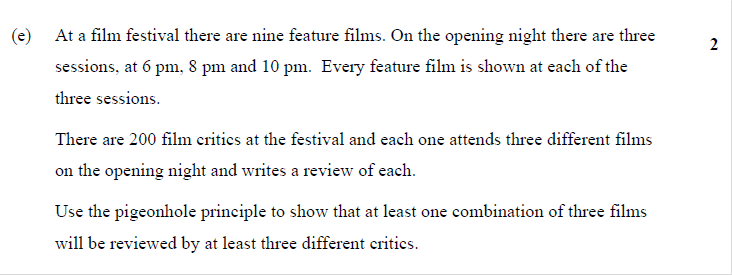 (e) At a film festival there are nine feature films. On the opening night there are three 2
sessions, at 6 pm, 8 pm and 10 pm. Every feature film is shown at each of the
three sessions.
There are 200 film critics at the festival and each one attends three different films
on the opening night and writes a review of each.
Use the pigeonhole principle to show that at least one combination of three films
will be reviewed by at least three different critics.